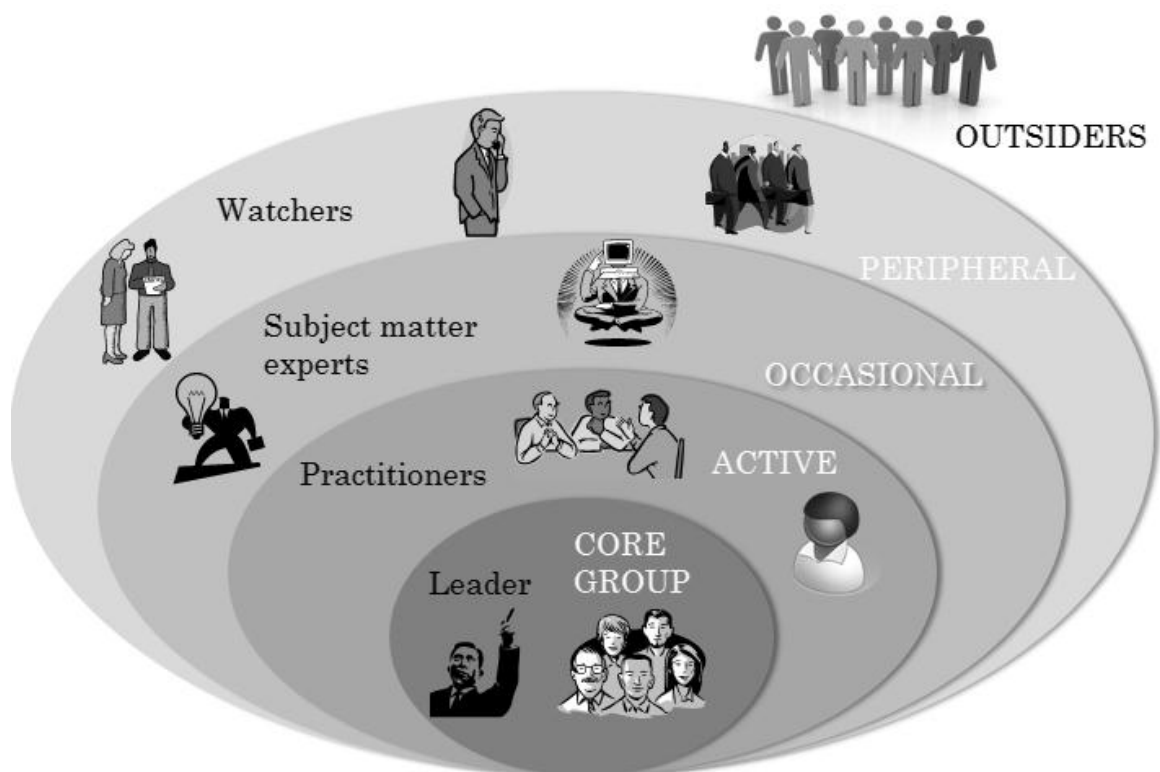 OUTSIDERS
Watchers
PERIPHERAL
Subject matter
experts
OCCASIONAL
Practitioners
ACTIVE
CORE
GROUP
Leader